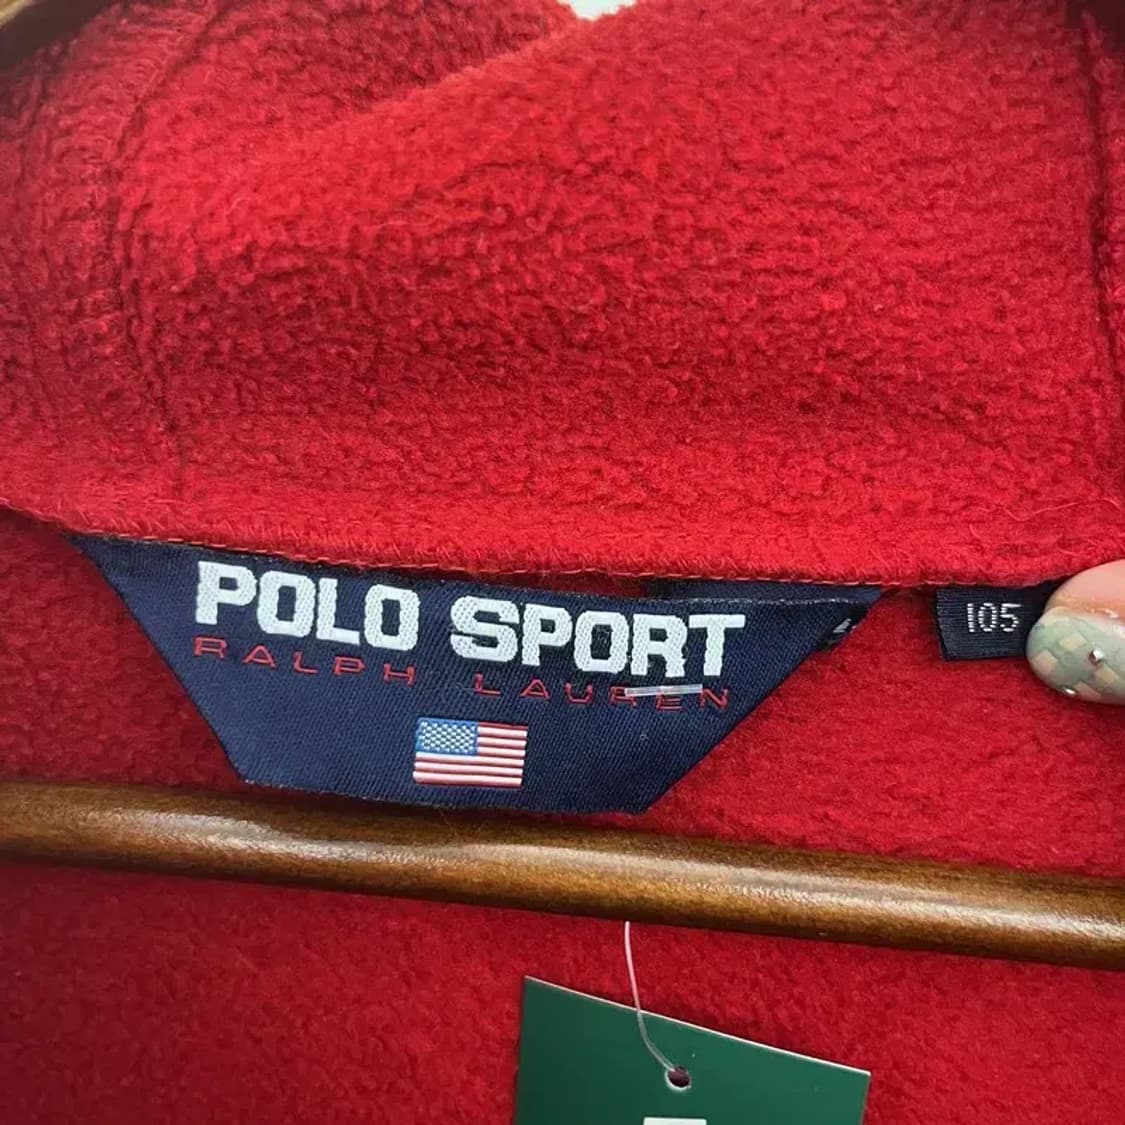 POLO SPORT
RALPH LAUREN
105